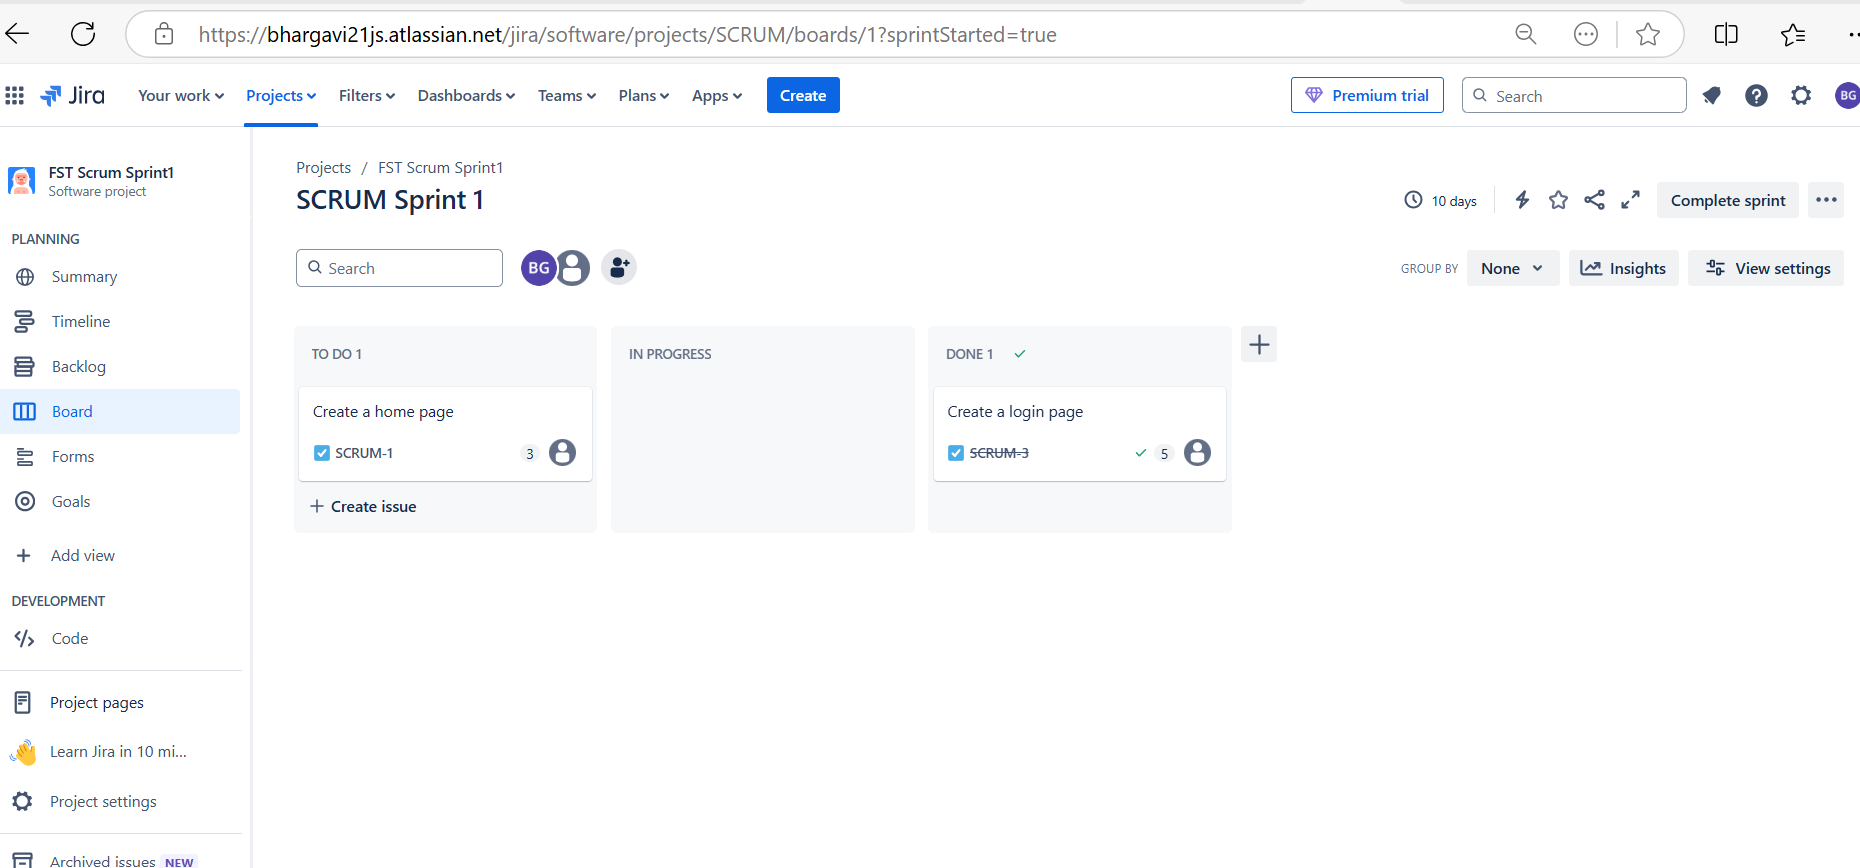 https://bhargavi21js.atlassian.net/jira/software/projects/SCRUM/boards/1?sprintStarted=true
Jira Your work Projects Filters Dashboards Teams Plans Apps Create Premium trial Search BG
FST Scrum Sprint1
Software project
PLANNING
Summary
Timeline
Backlog
Board
Forms
Goals
Add view
DEVELOPMENT
Code
Project pages
Learn Jira in 10 mi...
Project settings
Archived issues NEW
Projects / FST Scrum Sprint1
SCRUM Sprint 1
10 days Complete sprint
Search BG GROUP BY None Insights View settings
TO DO 1
Create a home page
SCRUM-1 3
Create issue
IN PROGRESS
DONE 1
Create a login page
SCRUM-3 5